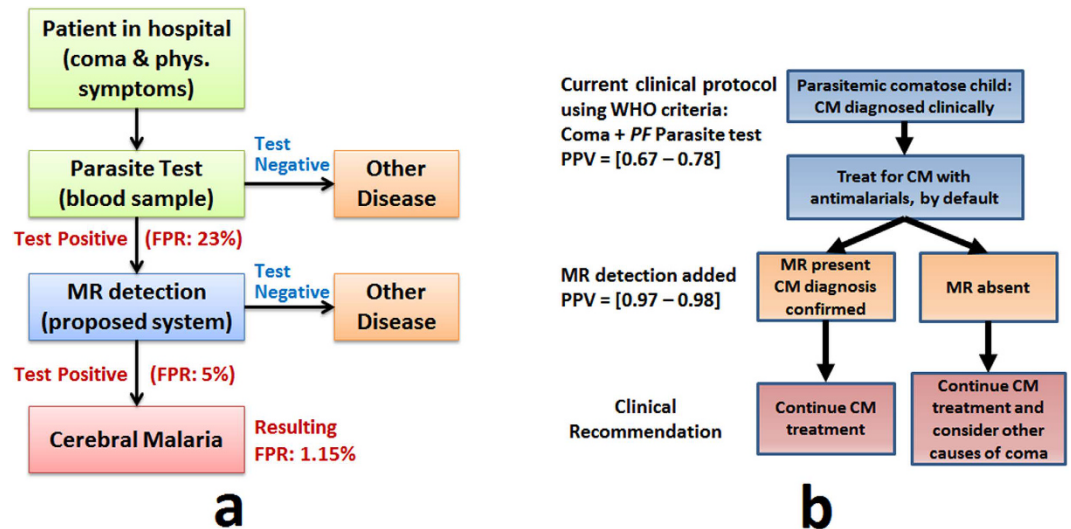 Patient in hospital
(coma & phys.
symptoms)
Parasite Test
(blood sample)
Test
Negative
Other
Disease
Test Positive
(FPR: 23%)
MR detection
(proposed system)
Test
Negative
Other
Disease
Test Positive
(FPR: 5%)
Cerebral Malaria
Resulting
FPR: 1.15%
a
Current clinical protocol
using WHO criteria:
Coma + PF Parasite test
PPV = [0.67 – 0.78]
Parasitemic comatose child:
CM diagnosed clinically
Treat for CM with
antimalarials, by default
MR detection added
PPV = [0.97 – 0.98]
MR present
CM diagnosis
confirmed
MR absent
Clinical
Recommendation
Continue CM
treatment
Continue CM
treatment and
consider other
causes of coma
b